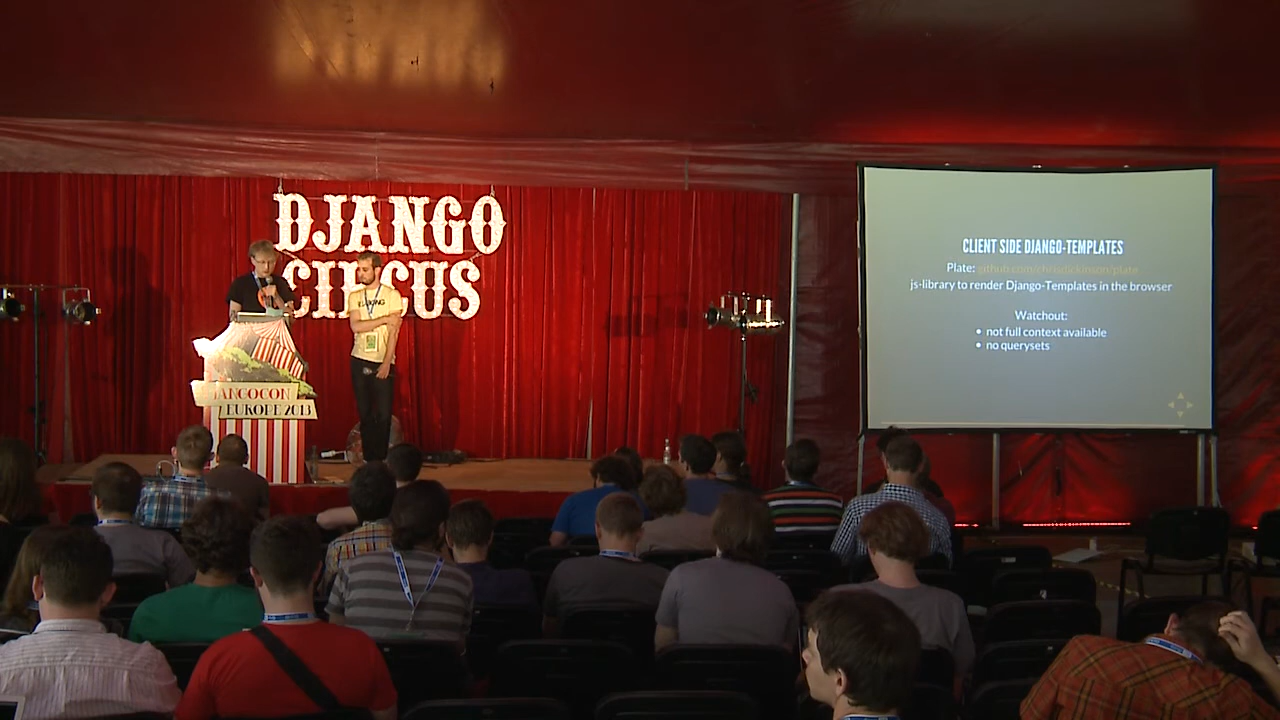 DJANGO
CIRCUS
DJANGOCON
EUROPE 2013
CLIENT SIDE DJANGO-TEMPLATES
Plate: github.com/chrisdickinson/plate
js-library to render Django-Templates in the browser
Watchout:
• not full context available
• no querysets